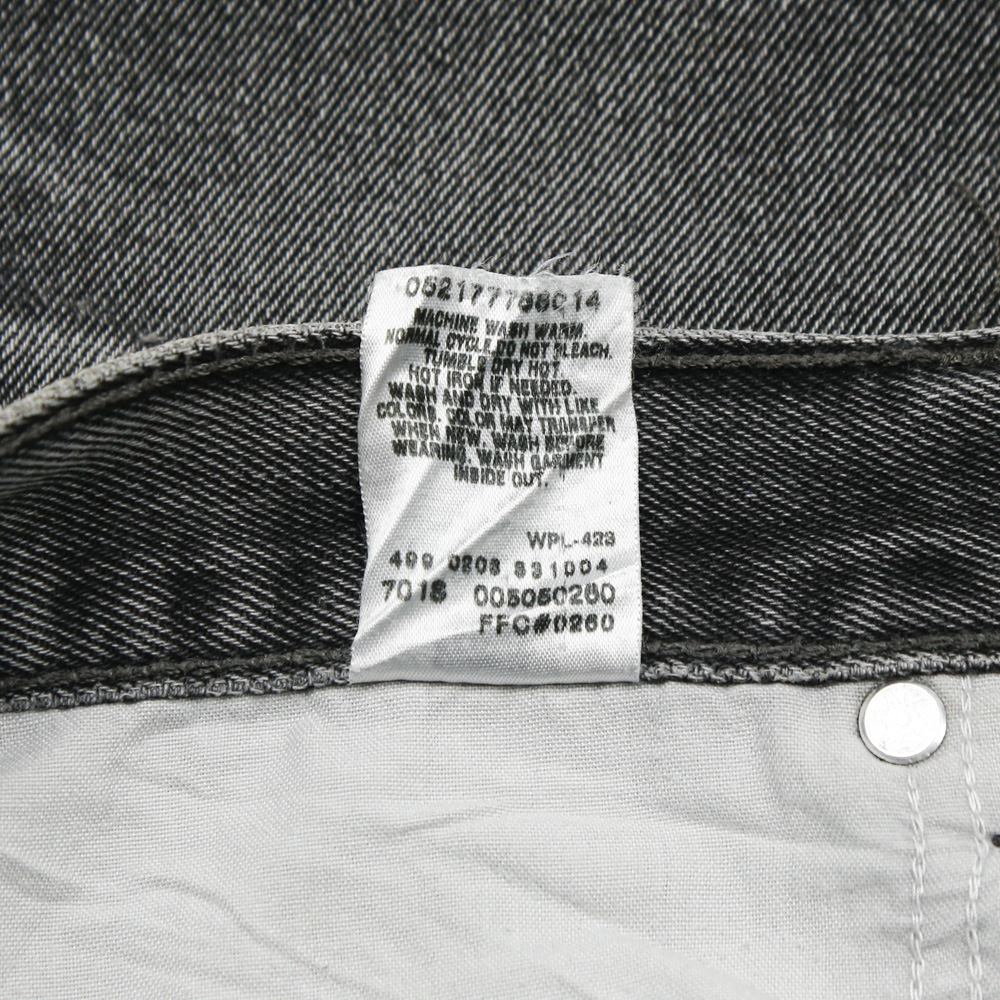 052177788014
MACHINE WASH WARM
NORMAL CYCLE. DO NOT BLEACH.
TUMBLE DRY HOT.
HOT IRON IF NEEDED.
WASH AND DRY WITH LIKE
COLORS. COLOR MAY TRANSFER
WHEN NEW. WASH BEFORE
WEARING. WASH GARMENT
INSIDE OUT.
WPL-423
499 0203 831004
7018 005050260
FFC#0260